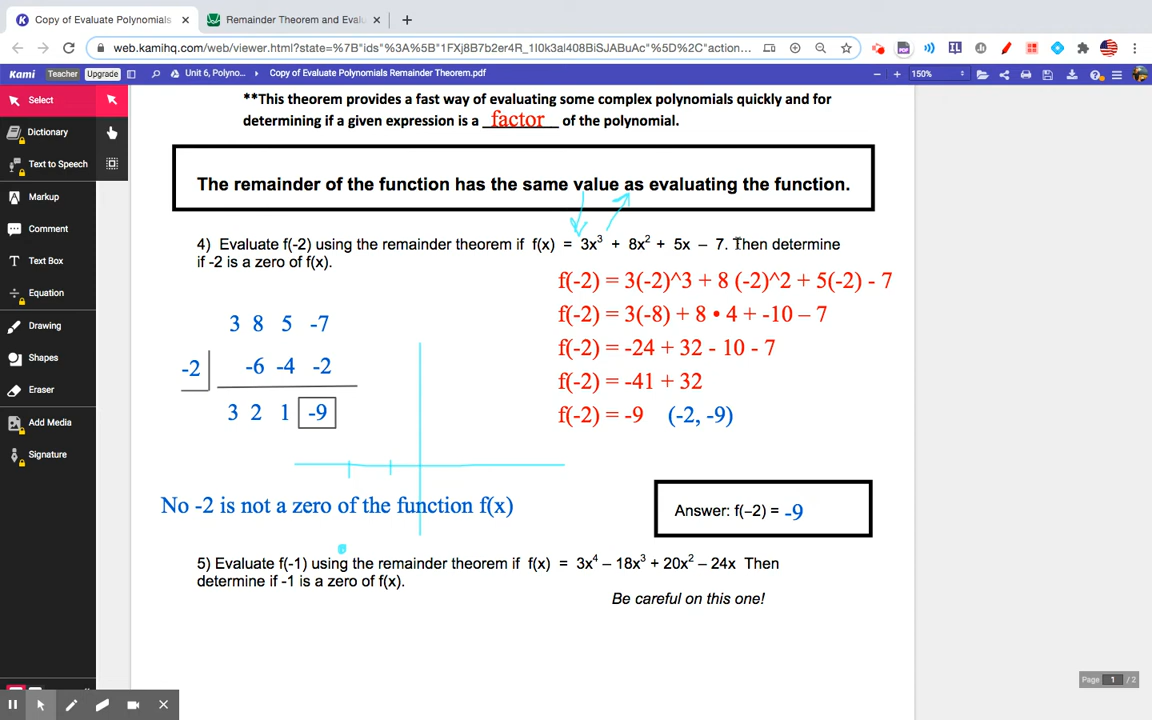 Copy of Evaluate Polynomials
Remainder Theorem and Evalu
web.kamihq.com/web/viewer.html?state=%7B"ids"%3A%5B"1FXj8B7b2er4R_1I0k3al408BiSJABuAc"%5D%2C"action...
Kami Teacher Upgrade Unit 6, Polyno... Copy of Evaluate Polynomials Remainder Theorem.pdf 150%
Select
Dictionary
Text to Speech
Markup
Comment
Text Box
Equation
Drawing
Shapes
Eraser
Add Media
Signature
**This theorem provides a fast way of evaluating some complex polynomials quickly and for
determining if a given expression is a factor of the polynomial.
The remainder of the function has the same value as evaluating the function.
4) Evaluate f(-2) using the remainder theorem if f(x) = 3x³ + 8x² + 5x – 7. Then determine
if -2 is a zero of f(x).
f(-2) = 3(-2)^3 + 8 (-2)^2 + 5(-2) - 7
f(-2) = 3(-8) + 8 • 4 + -10 – 7
f(-2) = -24 + 32 - 10 - 7
f(-2) = -41 + 32
f(-2) = -9 (-2, -9)
3 8 5 -7
-2 -6 -4 -2
3 2 1 -9
No -2 is not a zero of the function f(x)
Answer: f(–2) = -9
5) Evaluate f(-1) using the remainder theorem if f(x) = 3x⁴ – 18x³ + 20x² – 24x Then
determine if -1 is a zero of f(x).
Be careful on this one!
Page 1 / 2